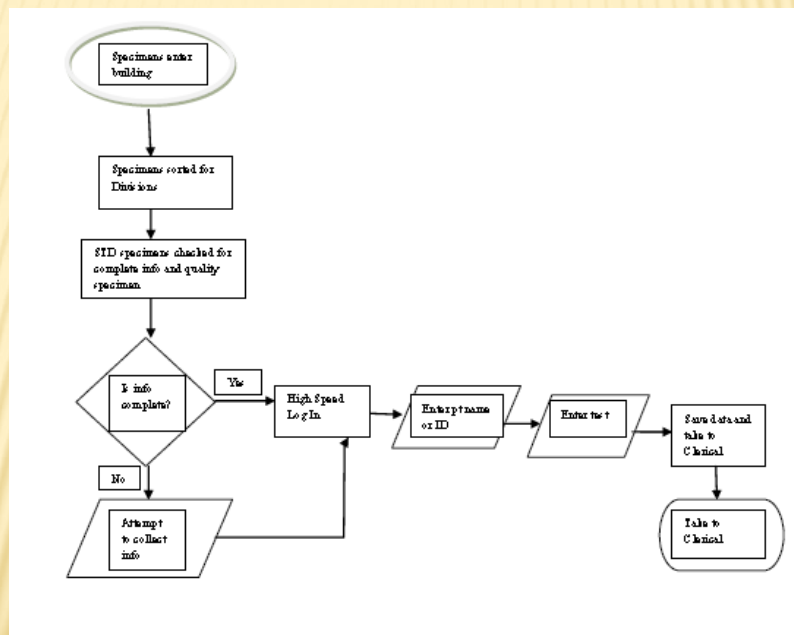 Specimens enter
building
Specimens sorted for
Divisions
STD specimens checked for
complete info and quality
specimen
Is info
complete?
Yes
No
Attempt
to collect
info
High Speed
Log In
Enter pt name
or ID
Enter test
Save data and
take to
Clerical
Take to
Clerical